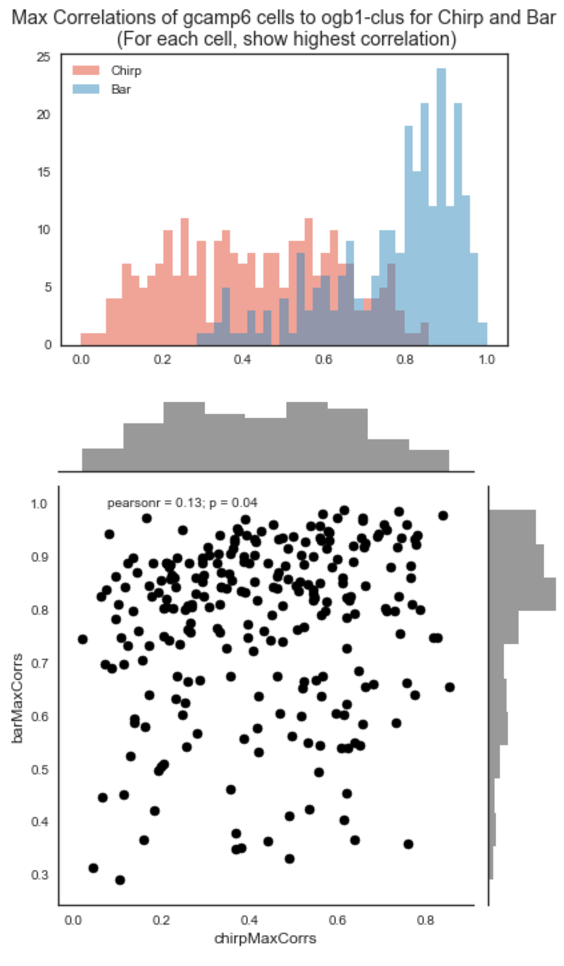 Max Correlations of gcamp6 cells to ogb1-clus for Chirp and Bar
(For each cell, show highest correlation)
25
Chirp
Bar
20
15
10
5
0
0.0 0.2 0.4 0.6 0.8 1.0
pearsonr = 0.13; p = 0.04
1.0
0.9
0.8
0.7
0.6
0.5
0.4
0.3
barMaxCorrs
0.0 0.2 0.4 0.6 0.8
chirpMaxCorrs